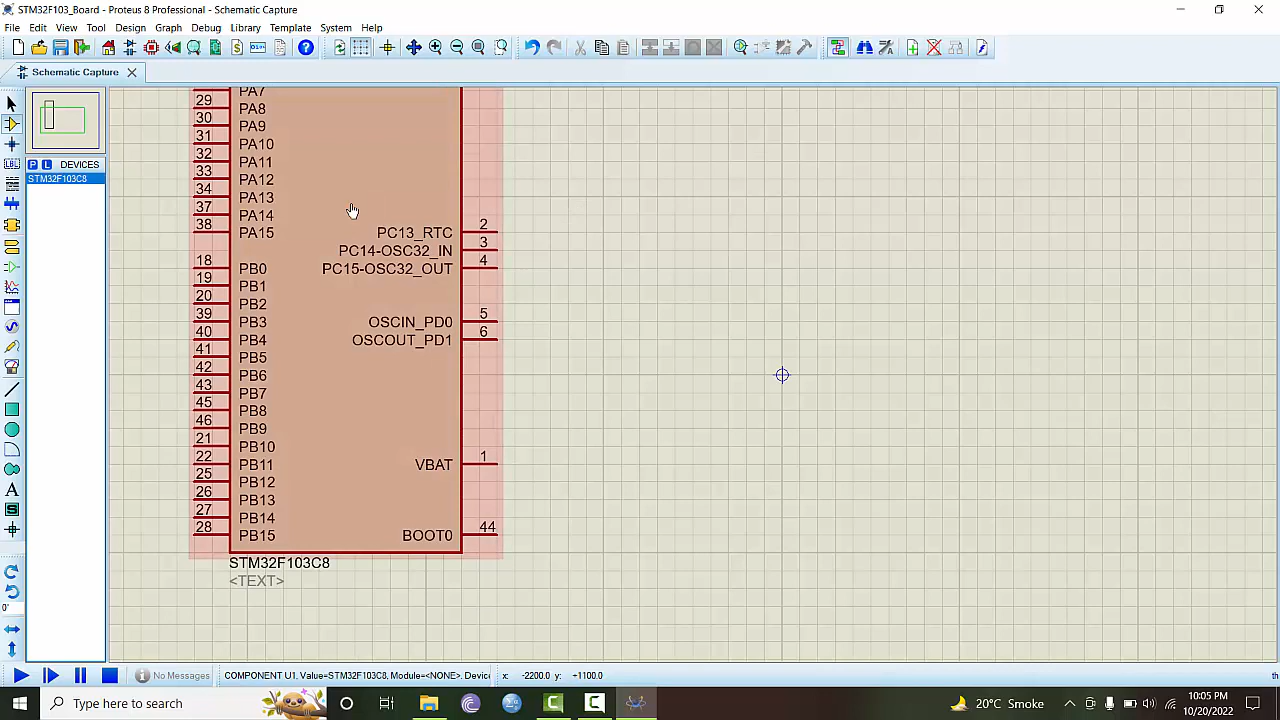 STM32F103_Board - Proteus 8 Professional - Schematic Capture
File Edit View Tool Design Graph Debug Library Template System Help
Schematic Capture
P L DEVICES
STM32F103C8
PA7
29 PA8
30 PA9
31 PA10
32 PA11
33 PA12
34 PA13
37 PA14
38 PA15
PC13_RTC 2
PC14-OSC32_IN 3
PC15-OSC32_OUT 4
18 PB0
19 PB1
20 PB2
39 PB3
40 PB4
41 PB5
42 PB6
43 PB7
45 PB8
46 PB9
21 PB10
22 PB11
25 PB12
26 PB13
27 PB14
28 PB15
OSCIN_PD0 5
OSCOUT_PD1 6
VBAT 1
BOOT0 44
STM32F103C8
<TEXT>
0°
No Messages
COMPONENT U1, Value=STM32F103C8, Module=<NONE>, Device
x: -2200.0 y: +1100.0
th
Type here to search
20°C Smoke
10:05 PM
10/20/2022